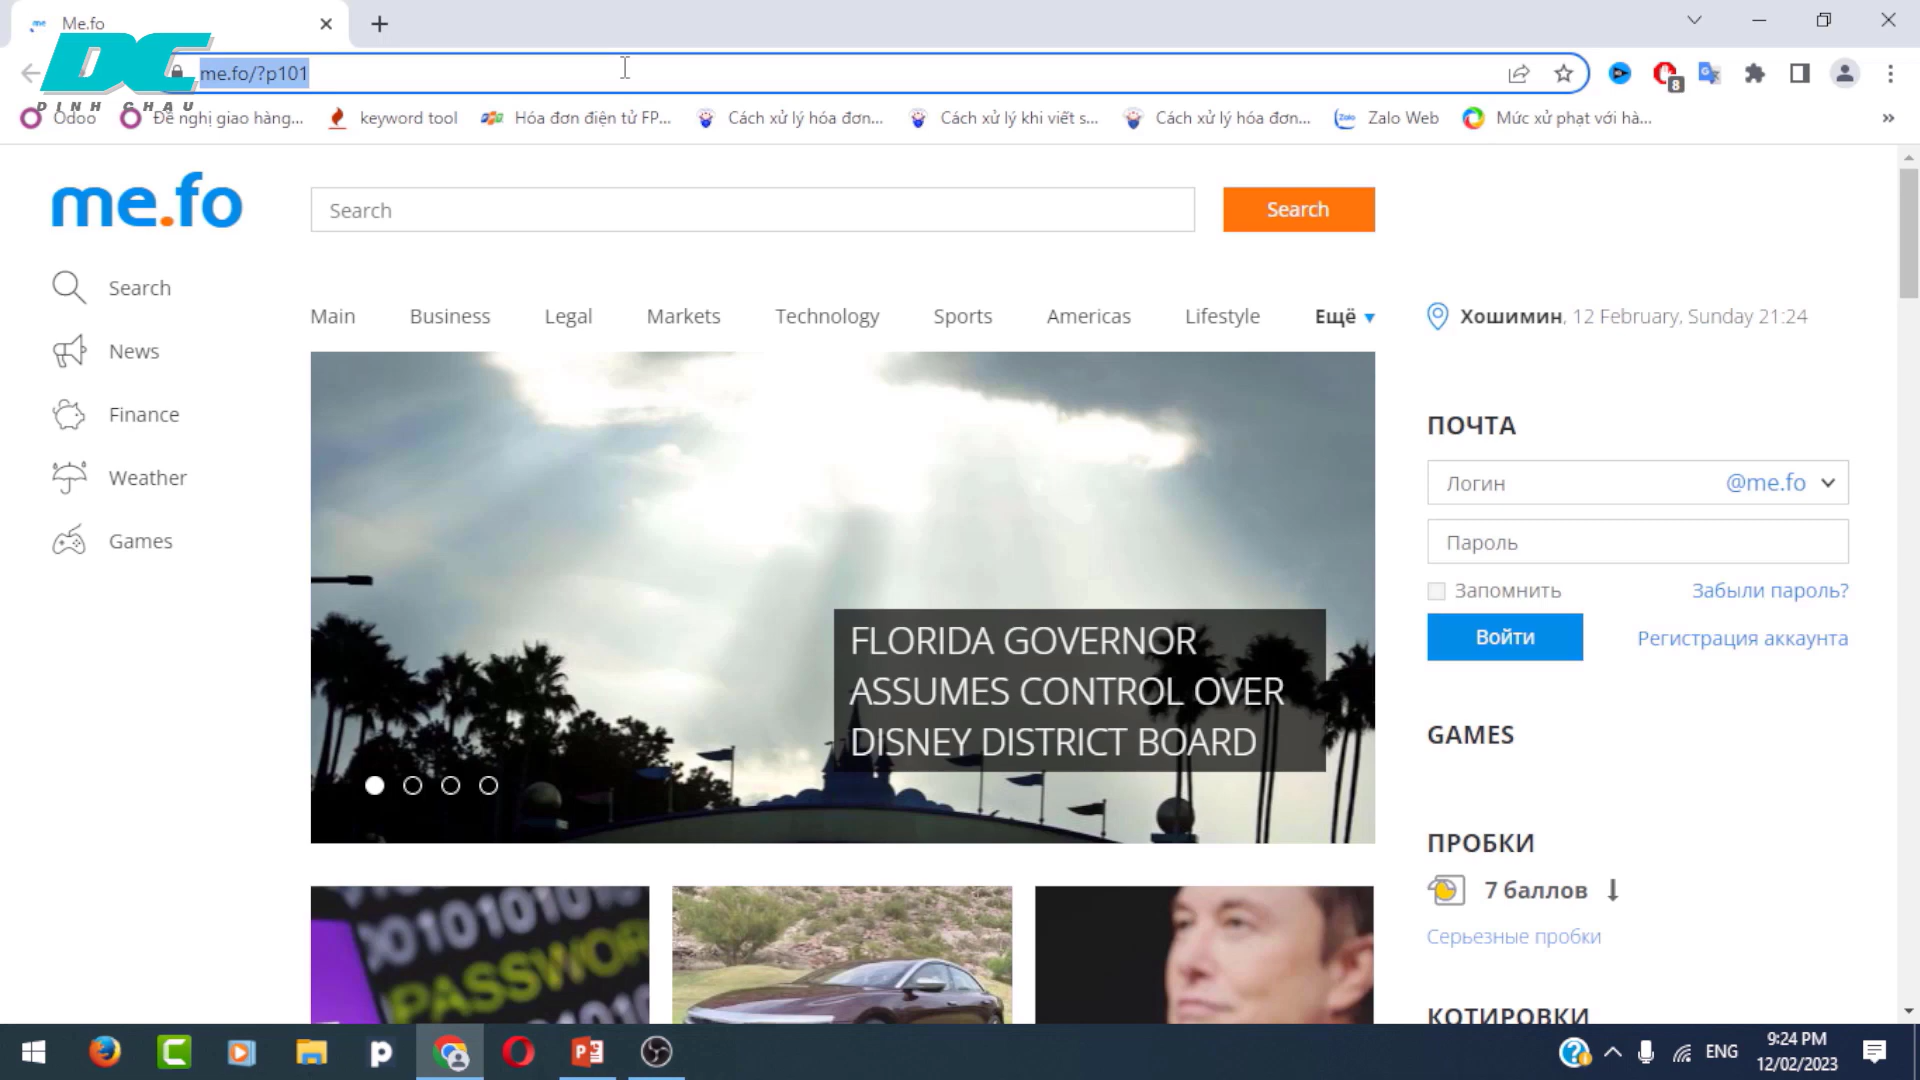 Me.fo
DC
DINH CHAU
me.fo/?p101
8
Odoo
Đề nghị giao hàng...
keyword tool
Hóa đơn điện tử FP...
Cách xử lý hóa đơn...
Cách xử lý khi viết s...
Cách xử lý hóa đơn...
Zalo Web
Mức xử phạt với hà...
»
me.fo
Search
Search
Search
News
Finance
Weather
Games
Main
Business
Legal
Markets
Technology
Sports
Americas
Lifestyle
Ещё
Хошимин, 12 February, Sunday 21:24
FLORIDA GOVERNOR
ASSUMES CONTROL OVER
DISNEY DISTRICT BOARD
ПОЧТА
Логин
@me.fo
Пароль
Запомнить
Забыли пароль?
Войти
Регистрация аккаунта
GAMES
ПРОБКИ
7 баллов
Серьезные пробки
КОТИРОВКИ
ENG
9:24 PM
12/02/2023